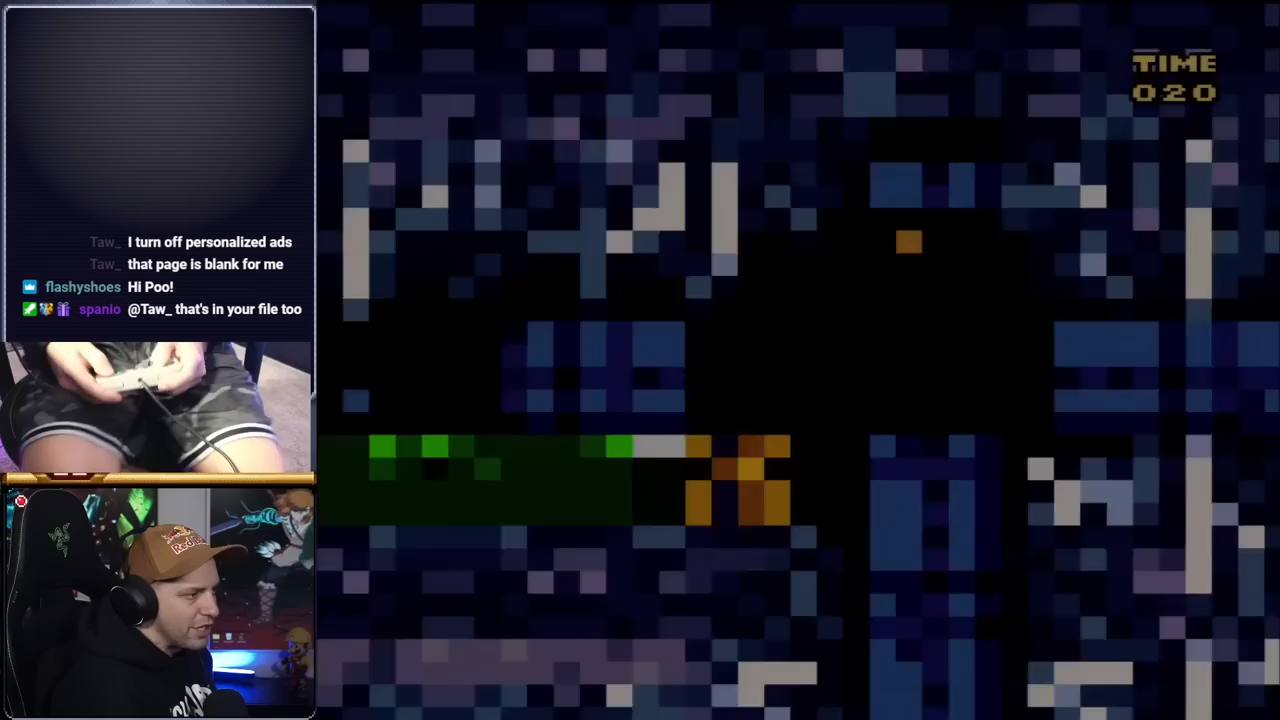 TIME
020
Taw_ I turn off personalized ads
Taw_ that page is blank for me
flashyshoes Hi Poo!
spanio @Taw_ that's in your file too
Red